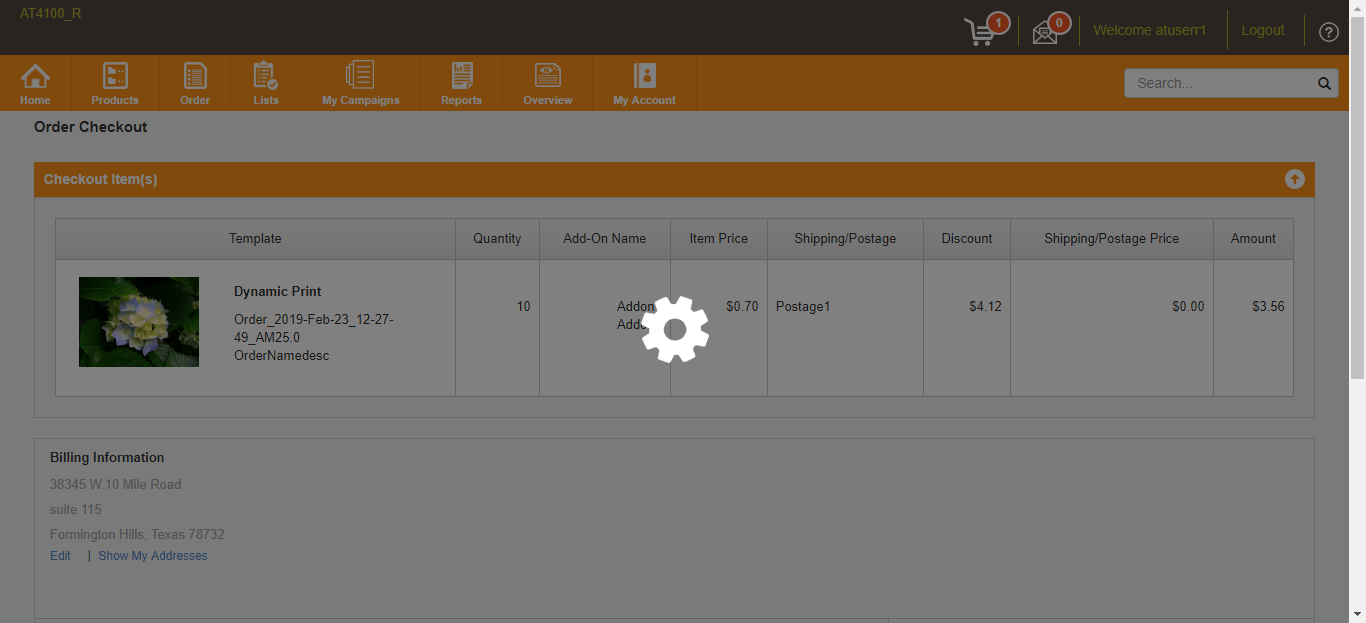 AT4100_R
1
0
Welcome atuserr1
Logout
?
Home
Products
Order
Lists
My Campaigns
Reports
Overview
My Account
Search...
Order Checkout
Checkout Item(s)
Template
Quantity
Add-On Name
Item Price
Shipping/Postage
Discount
Shipping/Postage Price
Amount
Dynamic Print
Order_2019-Feb-23_12-27-
49_AM25.0
OrderNamedesc
10
Addon
$0.70
Postage1
$4.12
$0.00
$3.56
Billing Information
38345 W.10 Mile Road
suite 115
Formington Hills, Texas 78732
Edit | Show My Addresses